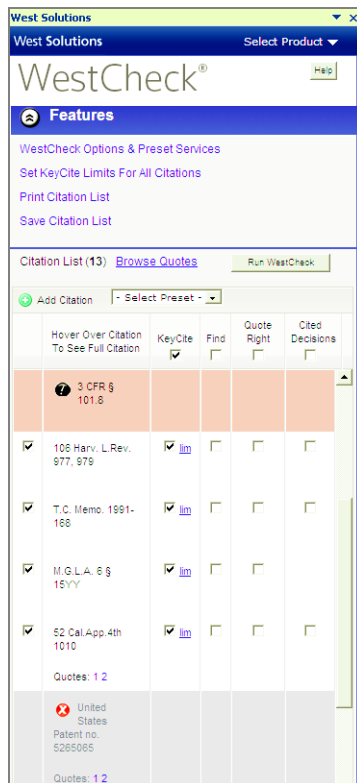 West Solutions
West Solutions Select Product
WestCheck®
Help
Features
WestCheck Options & Preset Services
Set KeyCite Limits For All Citations
Print Citation List
Save Citation List
Citation List (13) Browse Quotes Run WestCheck
Add Citation - Select Preset -
Hover Over Citation
To See Full Citation
KeyCite
Find
Quote
Right
Cited
Decisions
? 3 CFR §
101.8
106 Harv. L.Rev.
977, 979
lim
T.C. Memo. 1991-
168
lim
M.G.L.A. 6 §
15YY
lim
52 Cal.App.4th
1010
lim
Quotes: 1 2
United
States
Patent no.
5265065
Quotes: 1 2